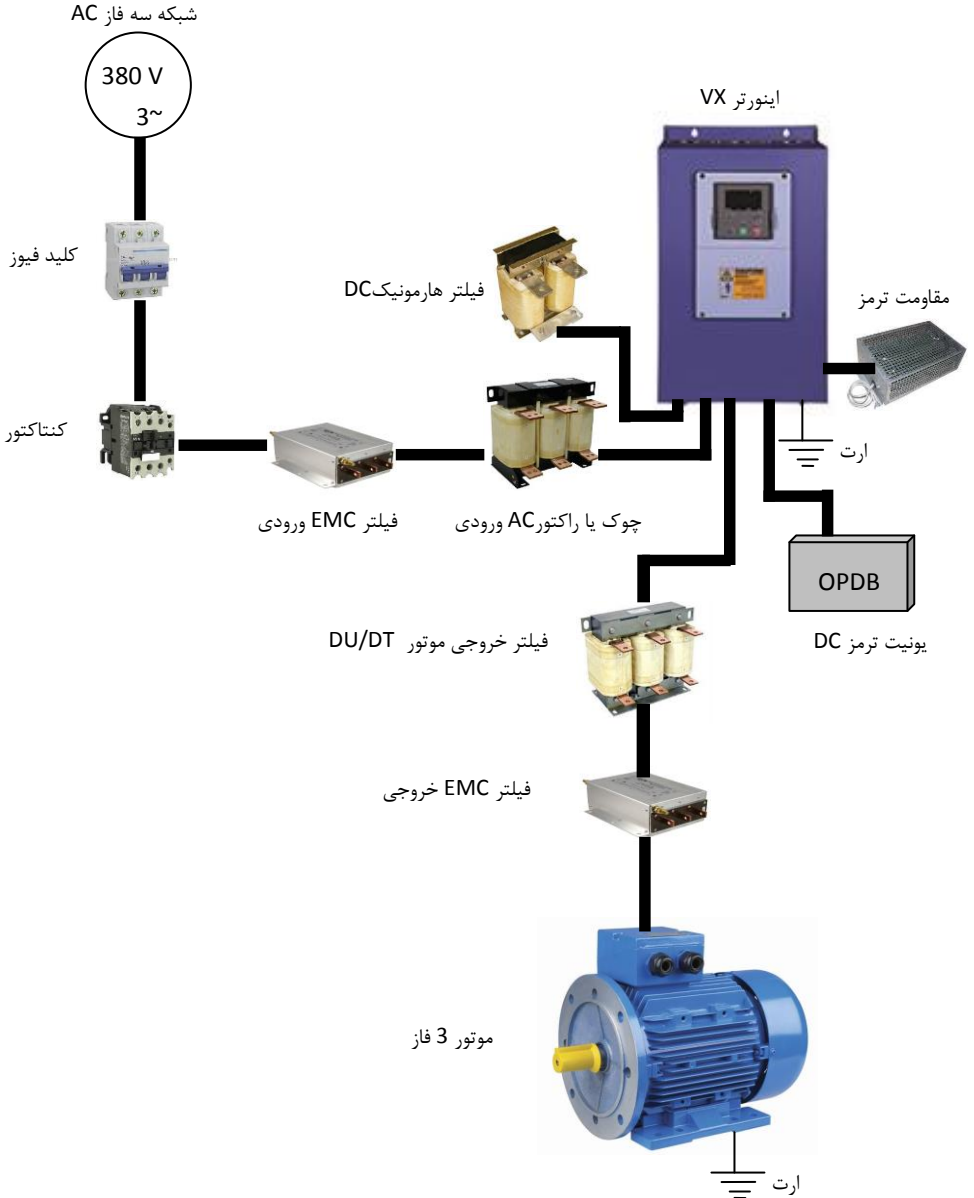 شبکه سه فاز AC
380 V
3~
اینورتر VX
کلید فیوز
فیلتر هارمونیکDC
مقاومت ترمز
کنتاکتور
ارت
فیلتر EMC ورودی
چوک یا راکتورAC ورودی
OPDB
فیلتر خروجی موتور DU/DT
یونیت ترمز DC
فیلتر EMC خروجی
موتور 3 فاز
ارت